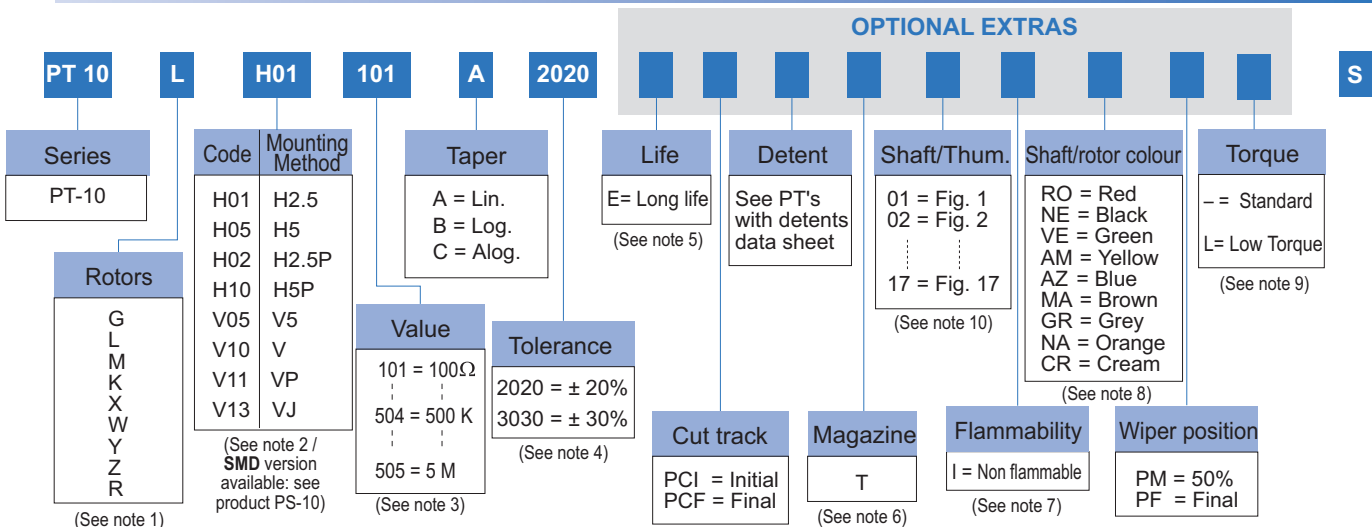 OPTIONAL EXTRAS
PT 10 L H01 101 A 2020 S
Series
PT-10
Rotors
G
L
M
K
X
W
Y
Z
R
(See note 1)
Code Mounting Method
H01 H2.5
H05 H5
H02 H2.5P
H10 H5P
V05 V5
V10 V
V11 VP
V13 VJ
(See note 2 /
SMD version
available: see
product PS-10)
Value
101 = 100Ω
504 = 500 K
505 = 5 M
(See note 3)
Taper
A = Lin.
B = Log.
C = Alog.
Tolerance
2020 = ± 20%
3030 = ± 30%
(See note 4)
Life
E= Long life
(See note 5)
Cut track
PCI = Initial
PCF = Final
Detent
See PT's
with detents
data sheet
Magazine
T
(See note 6)
Shaft/Thum.
01 = Fig. 1
02 = Fig. 2
17 = Fig. 17
(See note 10)
Flammability
I = Non flammable
(See note 7)
Shaft/rotor colour
RO = Red
NE = Black
VE = Green
AM = Yellow
AZ = Blue
MA = Brown
GR = Grey
NA = Orange
CR = Cream
(See note 8)
Wiper position
PM = 50%
PF = Final
Torque
– = Standard
L= Low Torque
(See note 9)